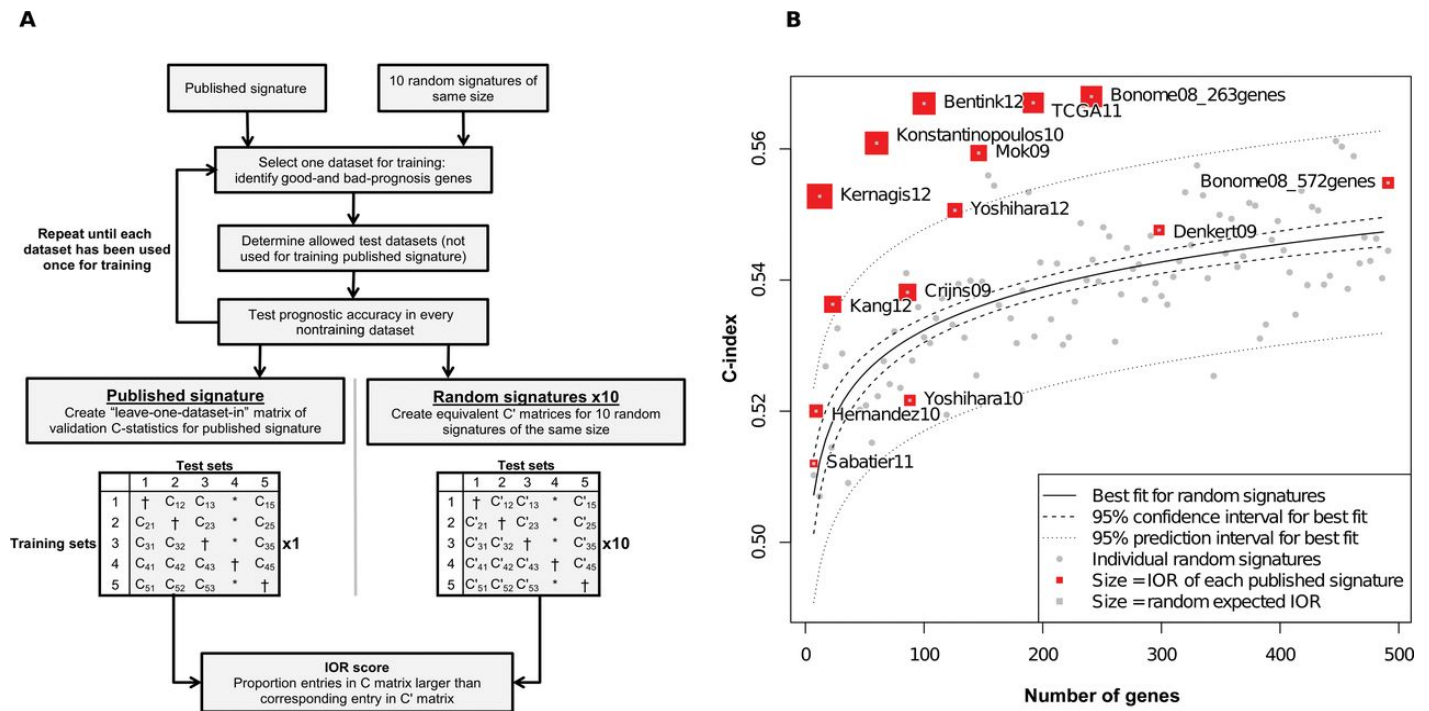 A
Published signature
10 random signatures of
same size
Select one dataset for training:
identify good-and bad-prognosis genes
Repeat until each
dataset has been used
once for training
Determine allowed test datasets (not
used for training published signature)
Test prognostic accuracy in every
nontraining dataset
Published signature
Create “leave-one-dataset-in” matrix of
validation C-statistics for published signature
Random signatures x10
Create equivalent C' matrices for 10 random
signatures of the same size
Test sets
1 2 3 4 5
1 † C12 C13 * C15
2 C21 † C23 * C25
3 C31 C32 † * C35
4 C41 C42 C43 † C45
5 C51 C52 C53 * †
Training sets
x1
Test sets
1 2 3 4 5
1 † C'12 C'13 * C'15
2 C'21 † C'23 * C'25
3 C'31 C'32 † * C'35
4 C'41 C'42 C'43 † C'45
5 C'51 C'52 C'53 * †
x10
IOR score
Proportion entries in C matrix larger than
corresponding entry in C' matrix
B
Bentink12
TCGA11
Bonome08_263genes
Konstantinopoulos10
Mok09
Kernagis12
Bonome08_572genes
Yoshihara12
Denkert09
Crijns09
Kang12
Yoshihara10
Hernandez10
Sabatier11
C-index
0.56
0.54
0.52
0.50
Best fit for random signatures
95% confidence interval for best fit
95% prediction interval for best fit
Individual random signatures
Size = IOR of each published signature
Size = random expected IOR
0 100 200 300 400 500
Number of genes